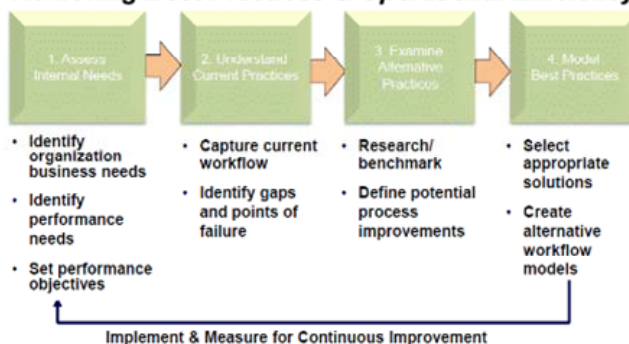 1. Assess
Internal Needs
2. Understand
Current Practices
3. Examine
Alternative
Practices
4. Model
Best Practices
• Identify
organization
business needs
• Identify
performance
needs
• Set performance
objectives
• Capture current
workflow
• Identify gaps
and points of
failure
• Research/
benchmark
• Define potential
process
improvements
• Select
appropriate
solutions
• Create
alternative
workflow
models
Implement & Measure for Continuous Improvement